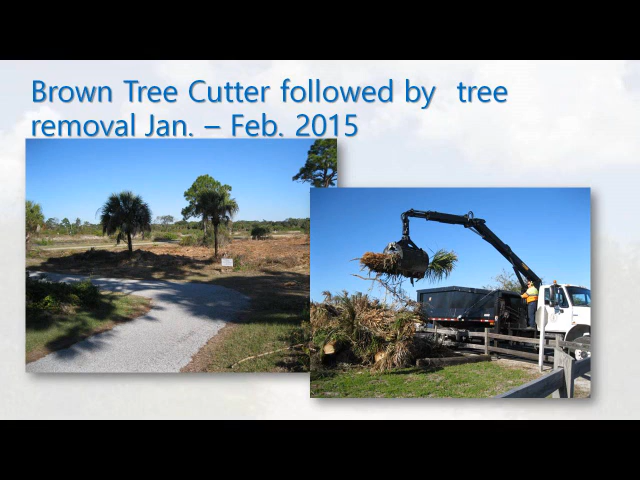 Brown Tree Cutter followed by  tree
removal Jan. – Feb. 2015